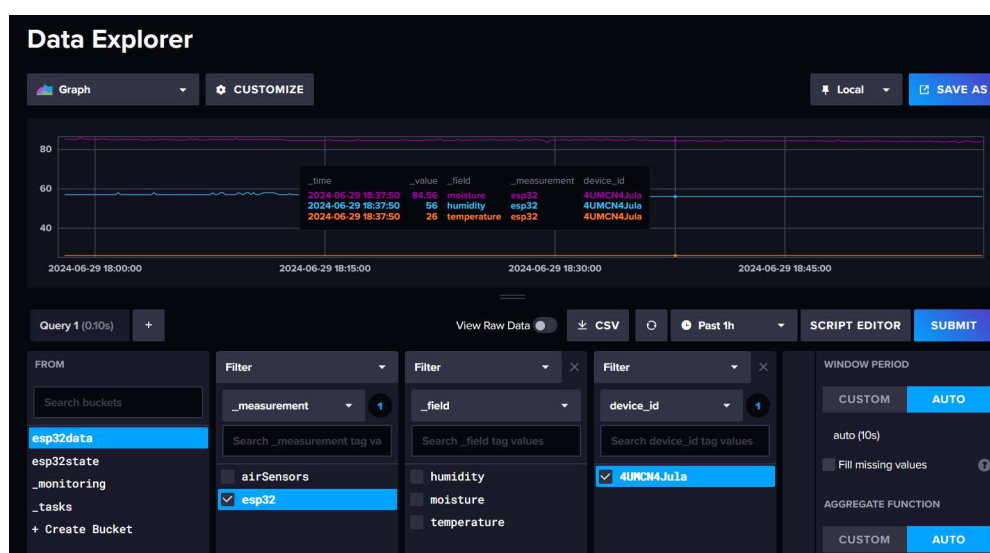 Data Explorer
Graph
CUSTOMIZE
Local
SAVE AS
80
60
40
_time _value _field _measurement device_id
2024-06-29 18:37:50 84.56 moisture esp32 4UMCN4Jula
2024-06-29 18:37:50 56 humidity esp32 4UMCN4Jula
2024-06-29 18:37:50 26 temperature esp32 4UMCN4Jula
2024-06-29 18:00:00 2024-06-29 18:15:00 2024-06-29 18:30:00 2024-06-29 18:45:00
Query 1 (0.10s) +
View Raw Data
CSV
Past 1h
SCRIPT EDITOR
SUBMIT
FROM
Search buckets
esp32data
esp32state
_monitoring
_tasks
+ Create Bucket
Filter
_measurement 1
Search _measurement tag va
airSensors
esp32
Filter
_field
Search _field tag values
humidity
moisture
temperature
Filter
device_id 1
Search device_id tag values
4UMCN4Jula
WINDOW PERIOD
CUSTOM AUTO
auto (10s)
Fill missing values
AGGREGATE FUNCTION
CUSTOM AUTO